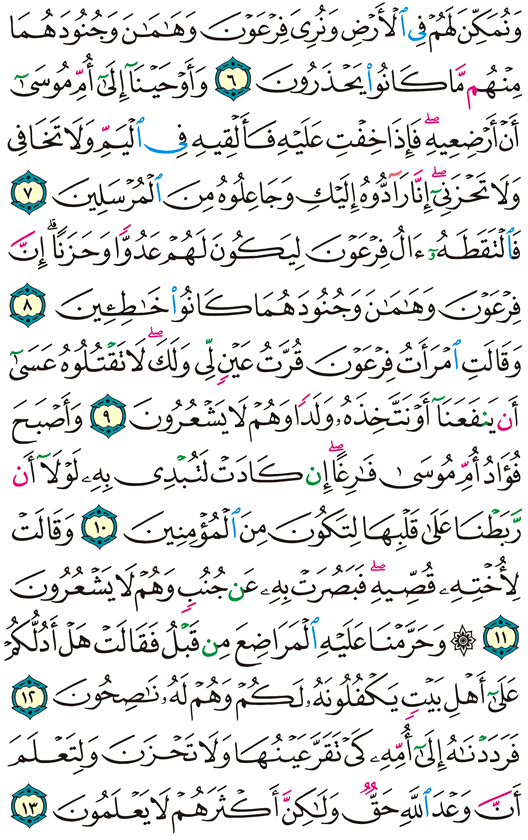 وَنُمَكِّنَ لَهُمْ فِي ٱلْأَرْضِ وَنُرِيَ فِرْعَوْنَ وَهَٰمَٰنَ وَجُنُودَهُمَا
مِنْهُم مَّا كَانُوا۟ يَحْذَرُونَ ٦ وَأَوْحَيْنَآ إِلَىٰٓ أُمِّ مُوسَىٰٓ
أَنْ أَرْضِعِيهِ ۖ فَإِذَا خِفْتِ عَلَيْهِ فَأَلْقِيهِ فِي ٱلْيَمِّ وَلَا تَخَافِي
وَلَا تَحْزَنِيٓ ۖ إِنَّا رَآدُّوهُ إِلَيْكِ وَجَاعِلُوهُ مِنَ ٱلْمُرْسَلِينَ ٧
فَٱلْتَقَطَهُۥٓ ءَالُ فِرْعَوْنَ لِيَكُونَ لَهُمْ عَدُوًّا وَحَزَنًا ۗ إِنَّ
فِرْعَوْنَ وَهَٰمَٰنَ وَجُنُودَهُمَا كَانُوا۟ خَٰطِـِٔينَ ٨
وَقَالَتِ ٱمْرَأَتُ فِرْعَوْنَ قُرَّتُ عَيْنٍ لِّي وَلَكَ ۖ لَا تَقْتُلُوهُ عَسَىٰٓ
أَن يَنفَعَنَآ أَوْ نَتَّخِذَهُۥ وَلَدًا وَهُمْ لَا يَشْعُرُونَ ٩ وَأَصْبَحَ
فُؤَادُ أُمِّ مُوسَىٰ فَٰرِغًا ۖ إِن كَادَتْ لَتُبْدِي بِهِۦ لَوْلَآ أَن
رَّبَطْنَا عَلَىٰ قَلْبِهَا لِتَكُونَ مِنَ ٱلْمُؤْمِنِينَ ١٠ وَقَالَتْ
لِأُخْتِهِۦ قُصِّيهِ ۖ فَبَصُرَتْ بِهِۦ عَن جُنُبٍ وَهُمْ لَا يَشْعُرُونَ
١١ ۞ وَحَرَّمْنَا عَلَيْهِ ٱلْمَرَاضِعَ مِن قَبْلُ فَقَالَتْ هَلْ أَدُلُّكُمْ
عَلَىٰٓ أَهْلِ بَيْتٍ يَكْفُلُونَهُۥ لَكُمْ وَهُمْ لَهُۥ نَٰصِحُونَ ١٢
فَرَدَدْنَٰهُ إِلَىٰٓ أُمِّهِۦ كَيْ تَقَرَّ عَيْنُهَا وَلَا تَحْزَنَ وَلِتَعْلَمَ
أَنَّ وَعْدَ ٱللَّهِ حَقٌّ وَلَٰكِنَّ أَكْثَرَهُمْ لَا يَعْلَمُونَ ١٣